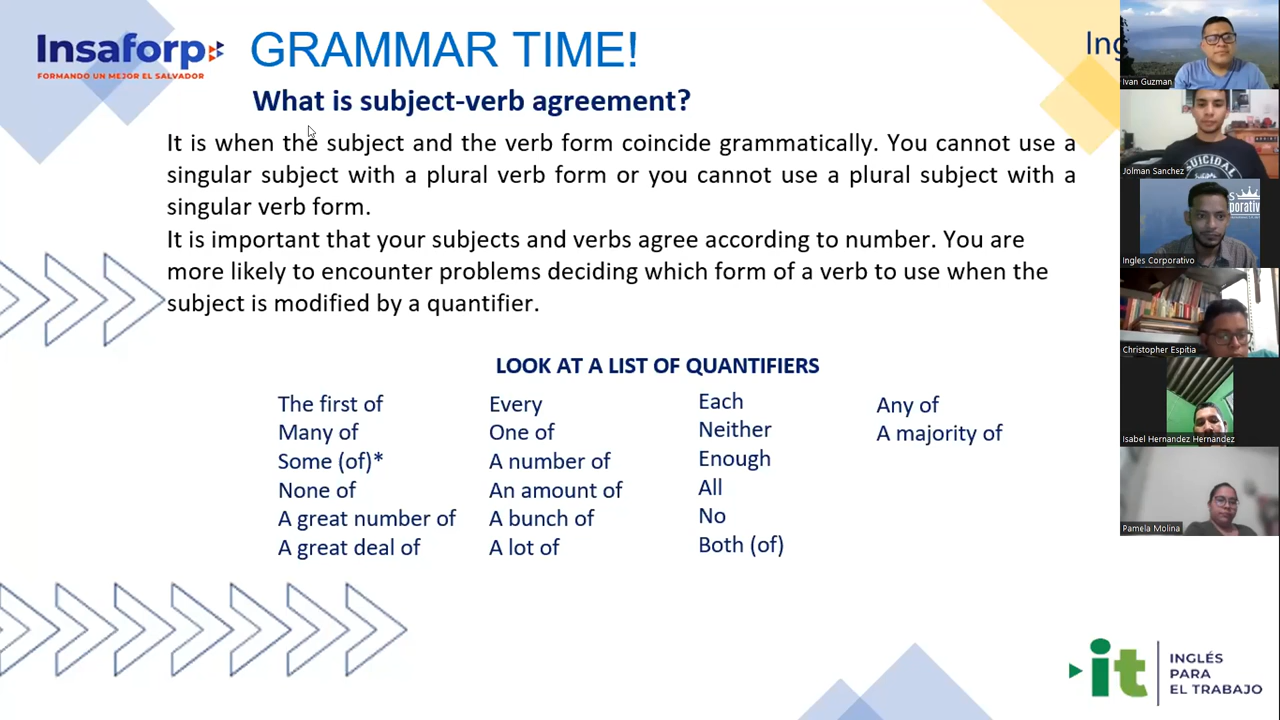 Insaforp
FORMANDO UN MEJOR EL SALVADOR
GRAMMAR TIME!
Ing
What is subject-verb agreement?
It is when the subject and the verb form coincide grammatically. You cannot use a
singular subject with a plural verb form or you cannot use a plural subject with a
singular verb form.
It is important that your subjects and verbs agree according to number. You are
more likely to encounter problems deciding which form of a verb to use when the
subject is modified by a quantifier.
LOOK AT A LIST OF QUANTIFIERS
The first of
Many of
Some (of)*
None of
A great number of
A great deal of
Every
One of
A number of
An amount of
A bunch of
A lot of
Each
Neither
Enough
All
No
Both (of)
Any of
A majority of
it
INGLÉS
PARA
EL TRABAJO
Ivan Guzman
UICIDAL
Jolman Sanchez
S
porativo
Ingles Corporativo
Christopher Espitia
Isabel Hernandez Hernandez
Pamela Molina